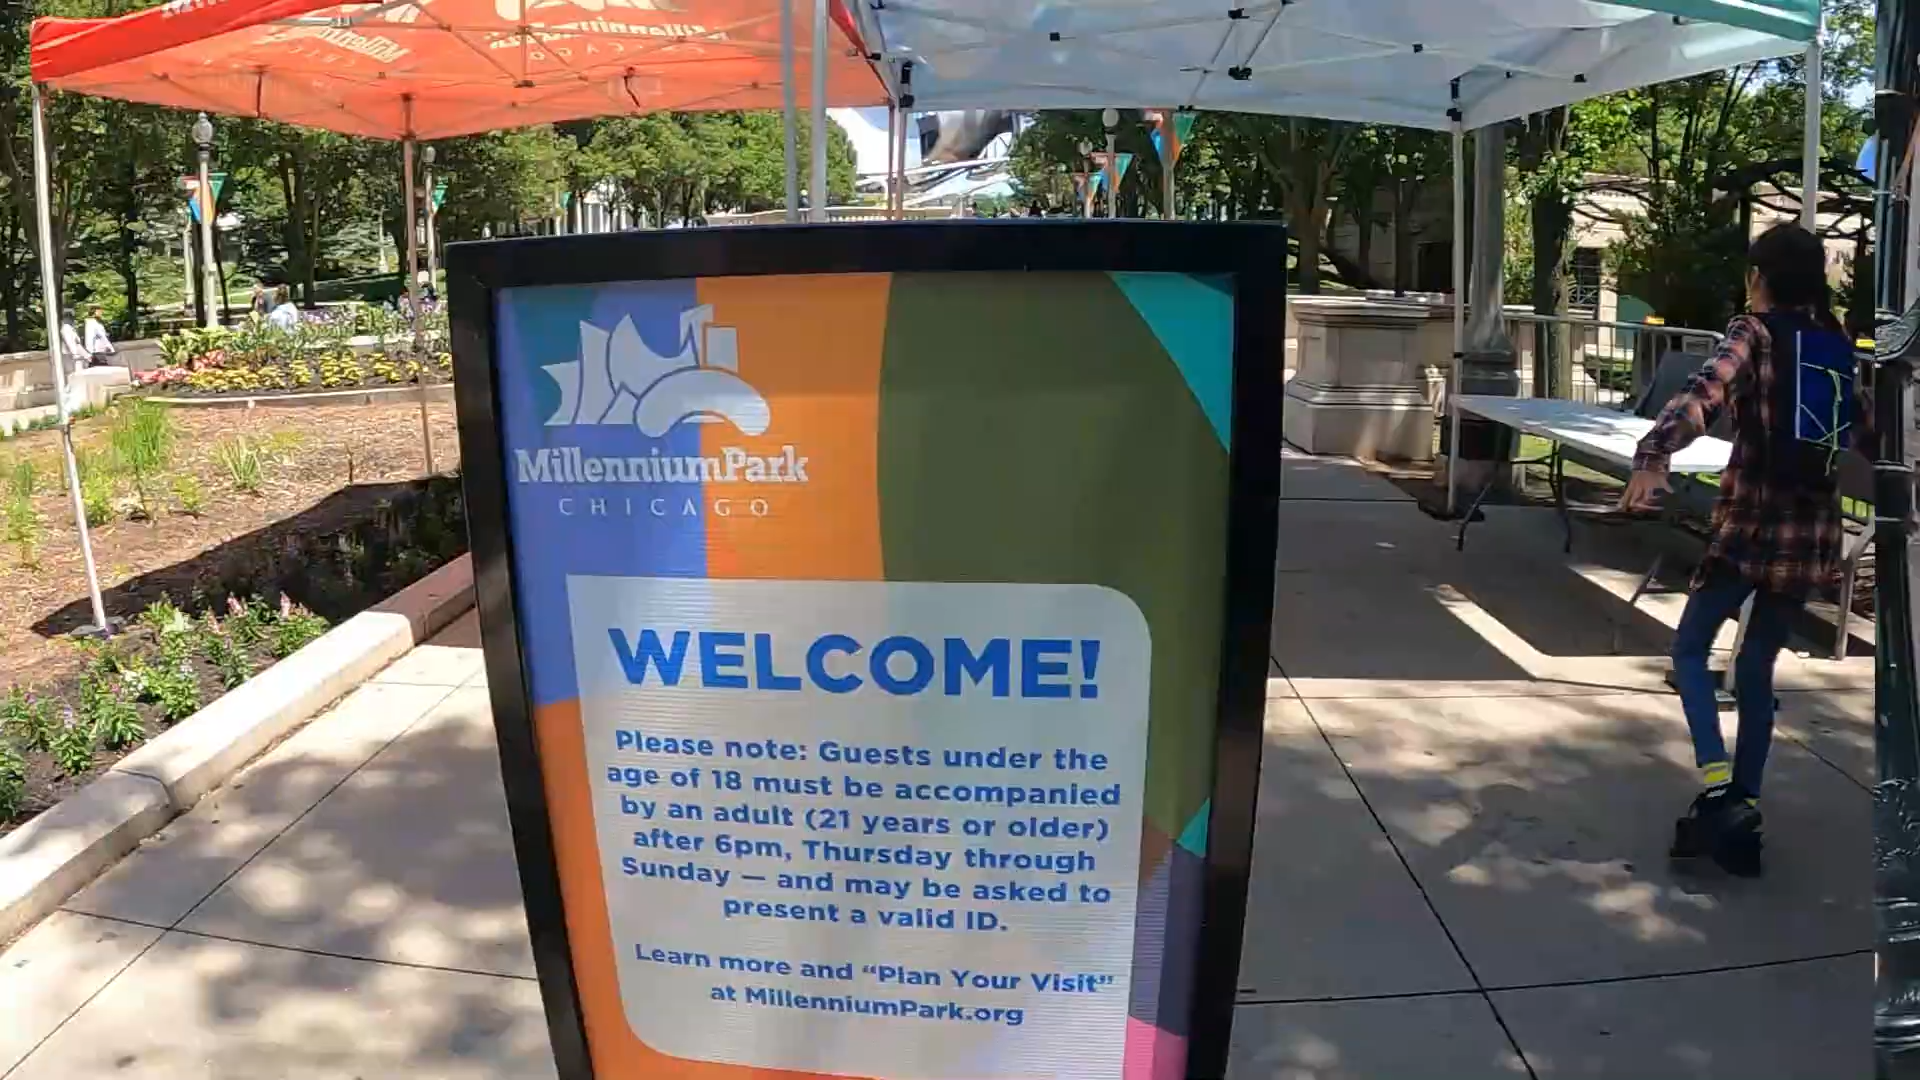 MillenniumPark
CHICAGO
MillenniumPark
CHICAGO
WELCOME!
Please note: Guests under the
age of 18 must be accompanied
by an adult (21 years or older)
after 6pm, Thursday through
Sunday — and may be asked to
present a valid ID.
Learn more and “Plan Your Visit”
at MillenniumPark.org